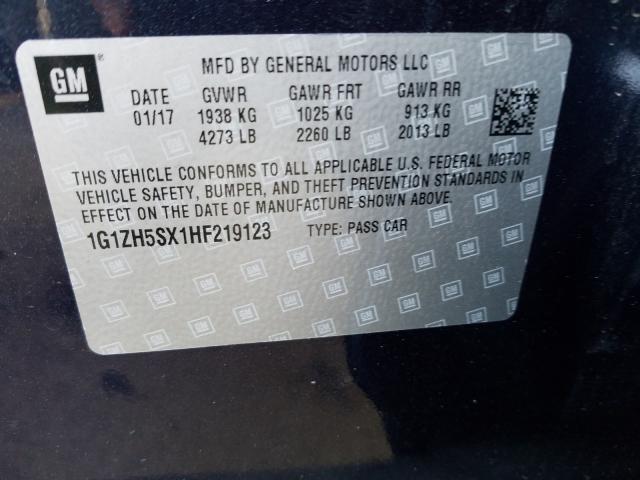 GM ®
MFD BY GENERAL MOTORS LLC
DATE GVWR GAWR FRT GAWR RR
01/17 1938 KG 1025 KG 913 KG
4273 LB 2260 LB 2013 LB
THIS VEHICLE CONFORMS TO ALL APPLICABLE U.S. FEDERAL MOTOR
VEHICLE SAFETY, BUMPER, AND THEFT PREVENTION STANDARDS IN
EFFECT ON THE DATE OF MANUFACTURE SHOWN ABOVE.
1G1ZH5SX1HF219123 TYPE: PASS CAR